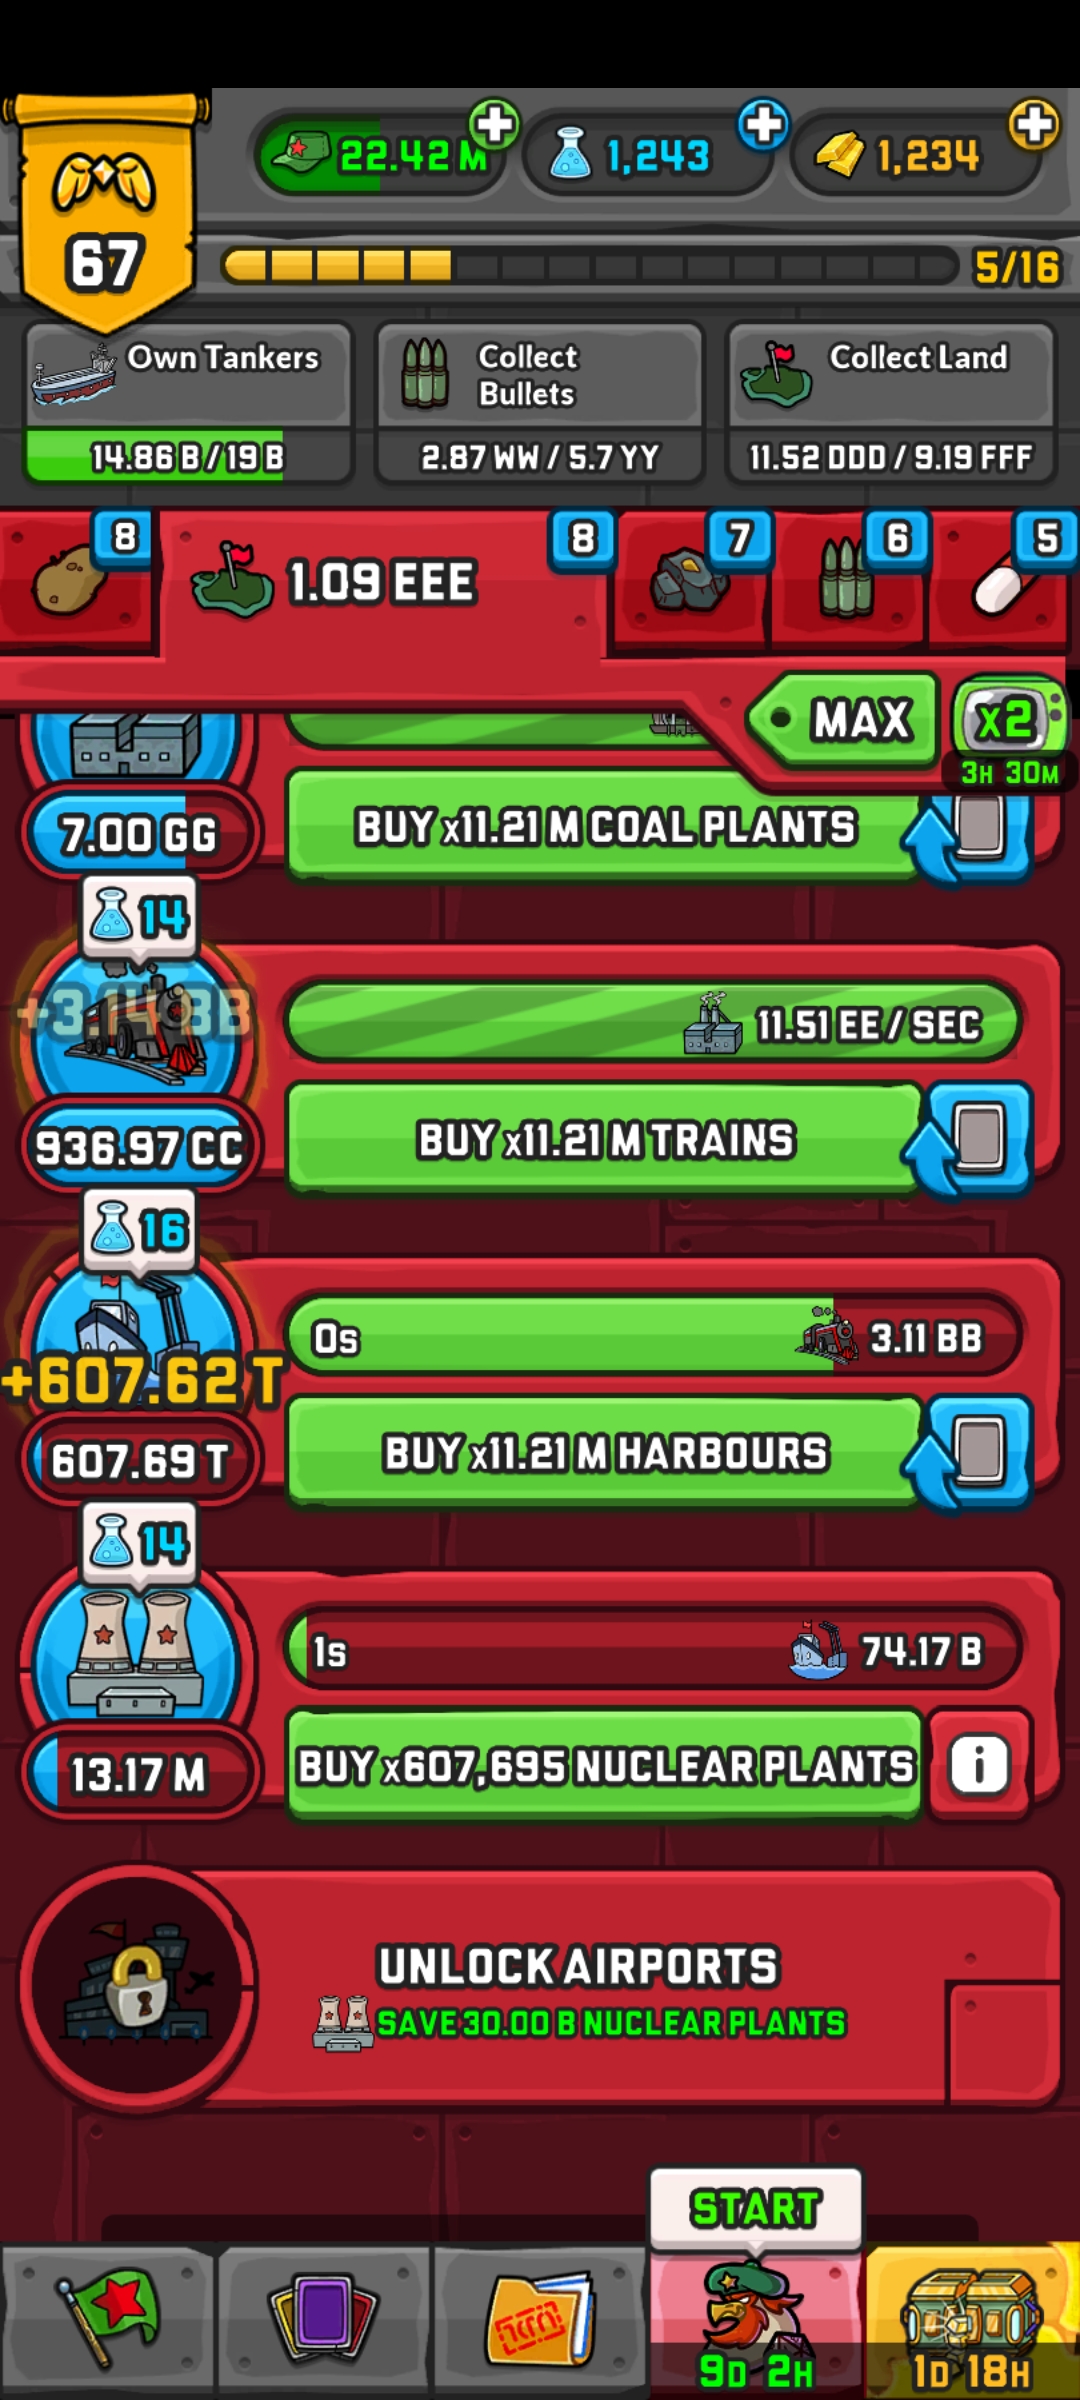 22.42 M
1,243
1,234
67
5/16
Own Tankers
14.86 B / 19 B
Collect
Bullets
2.87 WW / 5.7 YY
Collect Land
11.52 DDD / 9.19 FFF
8
1.09 EEE
8
7
6
5
MAX
x2
3H 30M
7.00 GG
BUY x11.21 M COAL PLANTS
14
11.51 EE / SEC
936.97 CC
BUY x11.21 M TRAINS
16
0s
3.11 BB
+607.62 T
607.69 T
BUY x11.21 M HARBOURS
14
1s
74.17 B
13.17 M
BUY x607,695 NUCLEAR PLANTS
i
UNLOCK AIRPORTS
SAVE 30.00 B NUCLEAR PLANTS
START
9D 2H
1D 18H